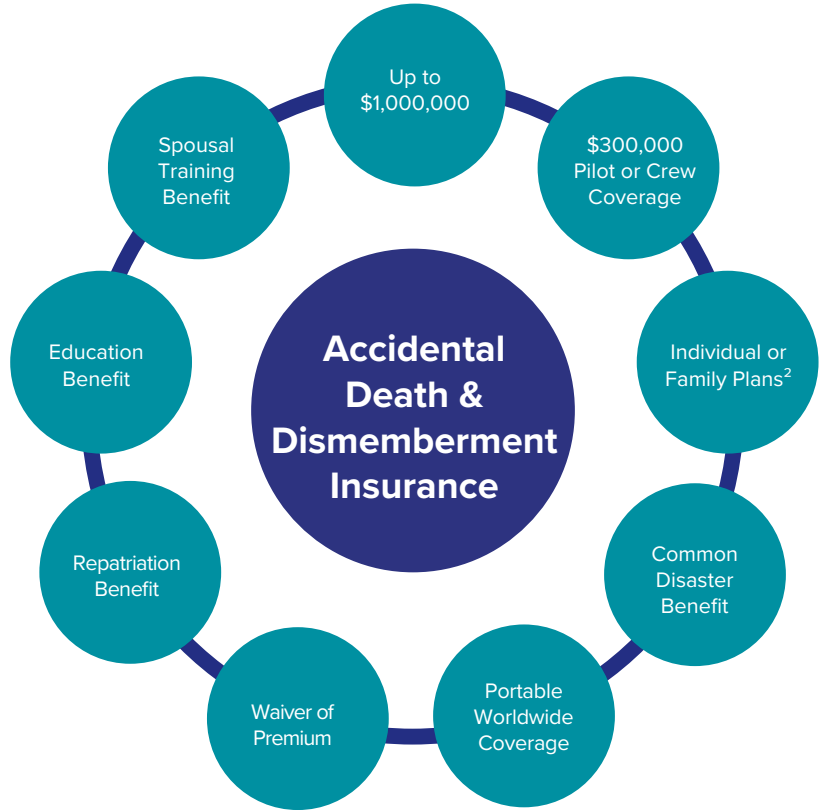 Up to
$1,000,000
$300,000
Pilot or Crew
Coverage
Individual or
Family Plans²
Common
Disaster
Benefit
Portable
Worldwide
Coverage
Waiver of
Premium
Repatriation
Benefit
Education
Benefit
Spousal
Training
Benefit
Accidental
Death &
Dismemberment
Insurance